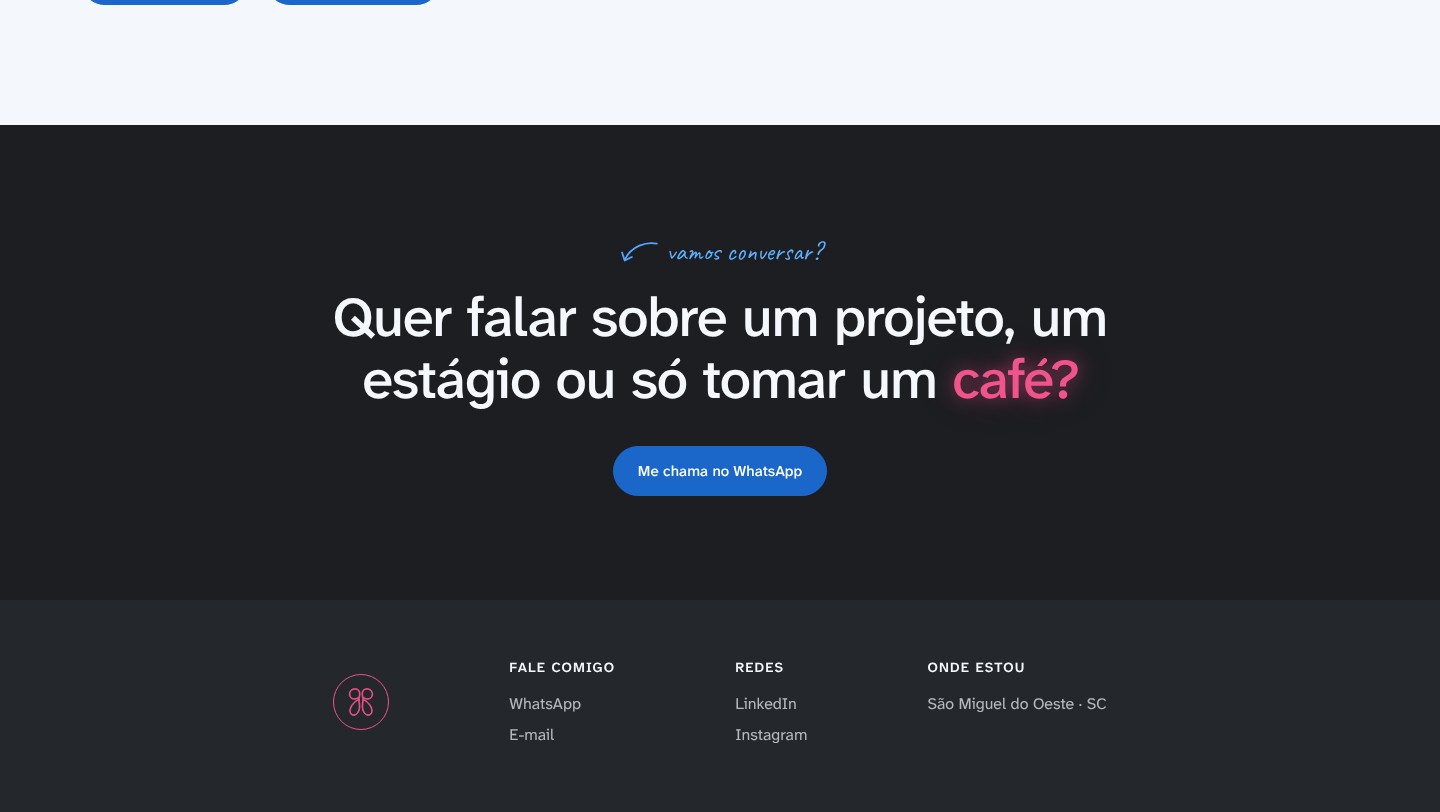 vamos conversar?
Quer falar sobre um projeto, um
estágio ou só tomar um café?
Me chama no WhatsApp
FALE COMIGO
WhatsApp
E-mail
REDES
LinkedIn
Instagram
ONDE ESTOU
São Miguel do Oeste · SC